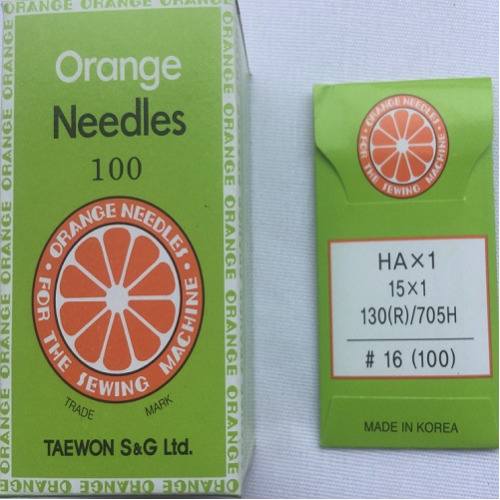 ORANGE ORANGE ORANGE ORANGE
Orange
Needles
100
ORANGE NEEDLES
FOR THE SEWING MACHINE
TRADE MARK
TAEWON S&G Ltd.
ORANGE NEEDLES
FOR THE SEWING MACHINE
HA×1
15×1
130(R)/705H
# 16 (100)
MADE IN KOREA